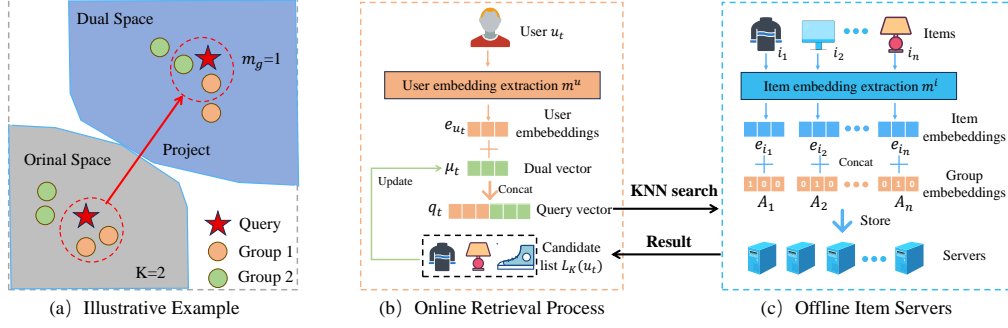 Dual Space
m_g=1
Project
Orinal Space
K=2
Query
Group 1
Group 2
(a) Illustrative Example
User u_t
User embedding extraction m^u
e_{u_t}
User
embebeddings
μ_t
Dual vector
Update
Concat
q_t
Query vector
Candidate
list L_K(u_t)
(b) Online Retrieval Process
KNN search
Result
i_1
i_2
i_n
Items
Item embedding extraction m^i
Item
embeddings
e_{i_1}
e_{i_2}
e_{i_n}
Concat
Group
embeddings
1 0 0
0 1 0
0 1 0
A_1
A_2
A_n
Store
Servers
(c) Offline Item Servers